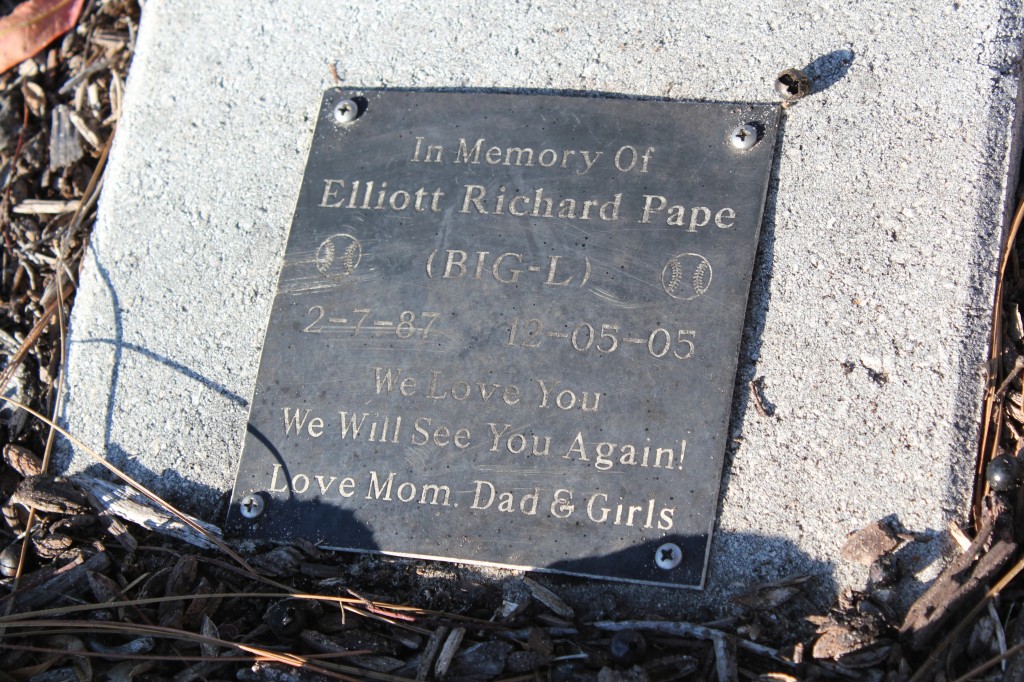 In Memory Of
Elliott Richard Pape
(BIG-L)
2-7-87 12-05-05
We Love You
We Will See You Again!
Love Mom. Dad & Girls